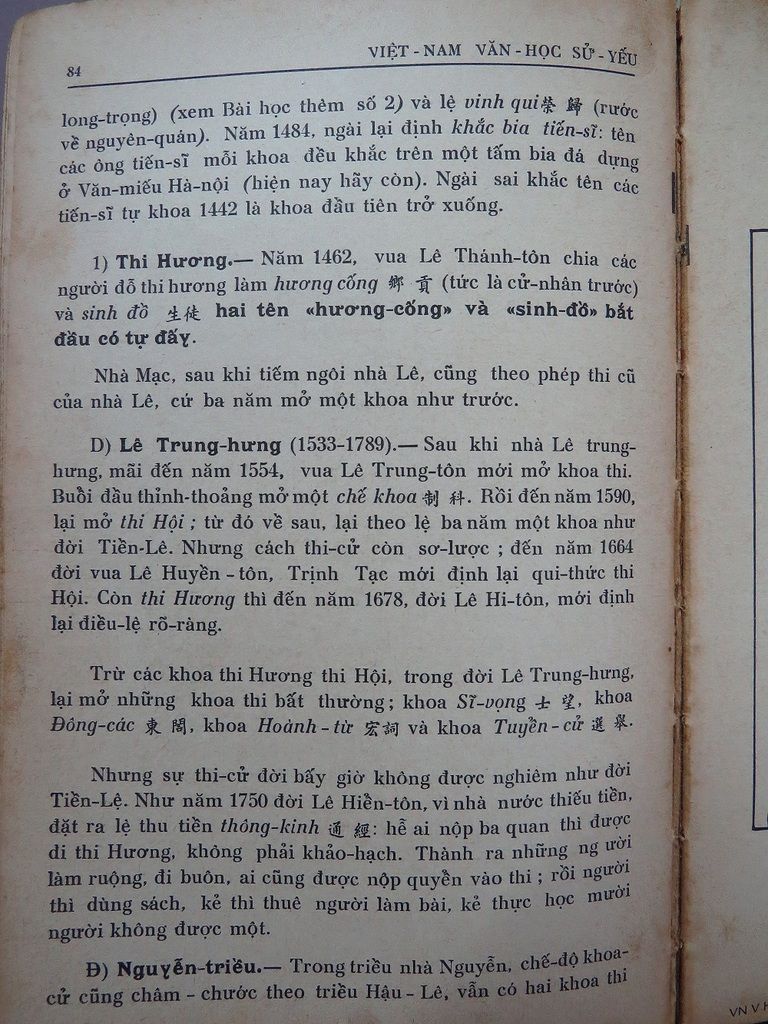 84
VIỆT - NAM VĂN - HỌC SỬ - YẾU
long-trọng) (xem Bài học thêm số 2) và lệ vinh qui 榮 歸 (rước
về nguyên-quán). Năm 1484, ngài lại định khắc bia tiến-sĩ: tên
các ông tiến-sĩ mỗi khoa đều khắc trên một tấm bia đá dựng
ở Văn-miếu Hà-nội (hiện nay hãy còn). Ngài sai khắc tên các
tiến-sĩ tự khoa 1442 là khoa đầu tiên trở xuống.
1) Thi Hương.— Năm 1462, vua Lê Thánh-tôn chia các
người đỗ thi hương làm hương cống 鄉 貢 (tức là cử-nhân trước)
và sinh đồ 生 徒 hai tên «hương-cống» và «sinh-đồ» bắt
đầu có tự đấy.
Nhà Mạc, sau khi tiếm ngôi nhà Lê, cũng theo phép thi cũ
của nhà Lê, cứ ba năm mở một khoa như trước.
D) Lê Trung-hưng (1533-1789).— Sau khi nhà Lê trung-
hưng, mãi đến năm 1554, vua Lê Trung-tôn mới mở khoa thi.
Buổi đầu thỉnh-thoảng mở một chế khoa 制 科. Rồi đến năm 1590,
lại mở thi Hội ; từ đó về sau, lại theo lệ ba năm một khoa như
đời Tiền-Lê. Nhưng cách thi-cử còn sơ-lược ; đến năm 1664
đời vua Lê Huyền - tôn, Trịnh Tạc mới định lại qui-thức thi
Hội. Còn thi Hương thì đến năm 1678, đời Lê Hi-tôn, mới định
lại điều-lệ rõ-ràng.
Trừ các khoa thi Hương thi Hội, trong đời Lê Trung-hưng,
lại mở những khoa thi bất thường ; khoa Sĩ-vọng 士 望, khoa
Đông-các 東 閣, khoa Hoành - từ 宏 詞 và khoa Tuyển - cử 選 舉.
Nhưng sự thi-cử đời bấy giờ không được nghiêm như đời
Tiền-Lệ. Như năm 1750 đời Lê Hiển-tôn, vì nhà nước thiếu tiền,
đặt ra lệ thu tiền thông-kinh 通 經: hễ ai nộp ba quan thì được
đi thi Hương, không phải khảo-hạch. Thành ra những ng ười
làm ruộng, đi buôn, ai cũng được nộp quyển vào thi ; rồi người
thì dùng sách, kẻ thì thuê người làm bài, kẻ thực học mười
người không được một.
Đ) Nguyễn-triều.— Trong triều nhà Nguyễn, chế-độ khoa-
cử cũng châm - chước theo triều Hậu - Lê, vẫn có hai khoa thi